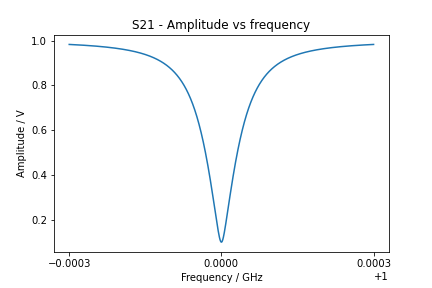 S21 - Amplitude vs frequency
Amplitude / V
1.0
0.8
0.6
0.4
0.2
−0.0003 0.0000 0.0003
+1
Frequency / GHz